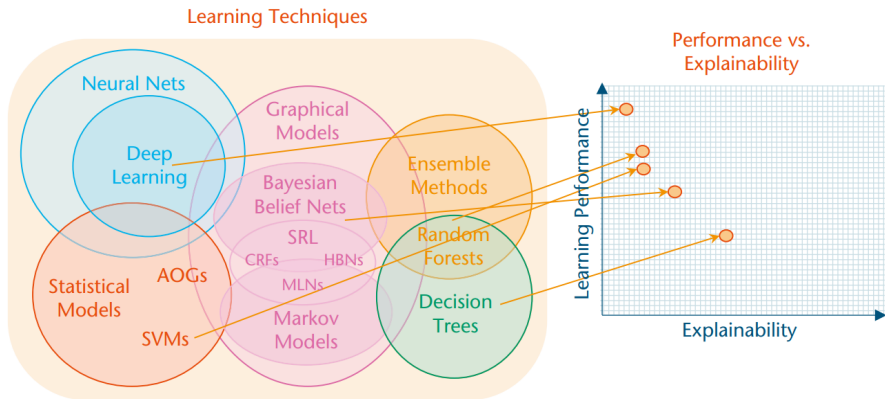 Learning Techniques
Neural Nets
Deep
Learning
Graphical
Models
Bayesian
Belief Nets
SRL
CRFs
HBNs
MLNs
Markov
Models
Ensemble
Methods
Random
Forests
Decision
Trees
Statistical
Models
AOGs
SVMs
Performance vs.
Explainability
Learning Performance
Explainability